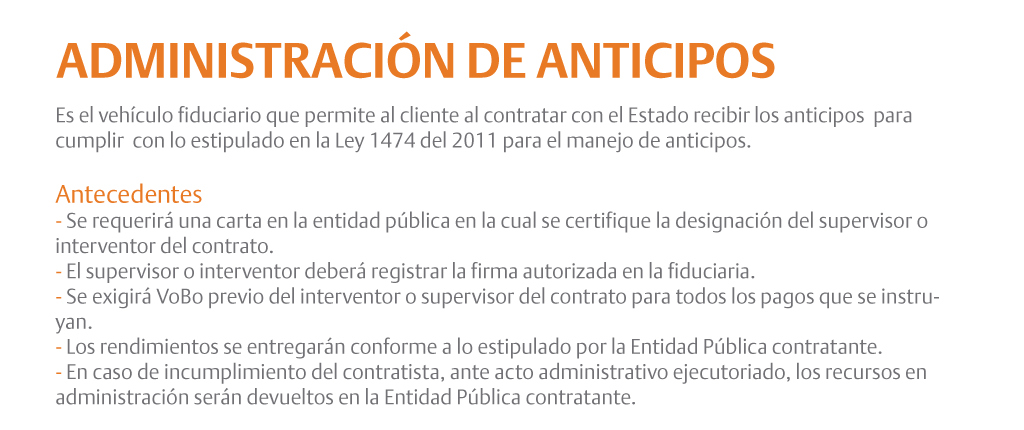 ADMINISTRACIÓN DE ANTICIPOS
Es el vehículo fiduciario que permite al cliente al contratar con el Estado recibir los anticipos  para
cumplir  con lo estipulado en la Ley 1474 del 2011 para el manejo de anticipos.
Antecedentes
- Se requerirá una carta en la entidad pública en la cual se certifique la designación del supervisor o
interventor del contrato.
- El supervisor o interventor deberá registrar la firma autorizada en la fiduciaria.
- Se exigirá VoBo previo del interventor o supervisor del contrato para todos los pagos que se instru-
yan.
- Los rendimientos se entregarán conforme a lo estipulado por la Entidad Pública contratante.
- En caso de incumplimiento del contratista, ante acto administrativo ejecutoriado, los recursos en
administración serán devueltos en la Entidad Pública contratante.